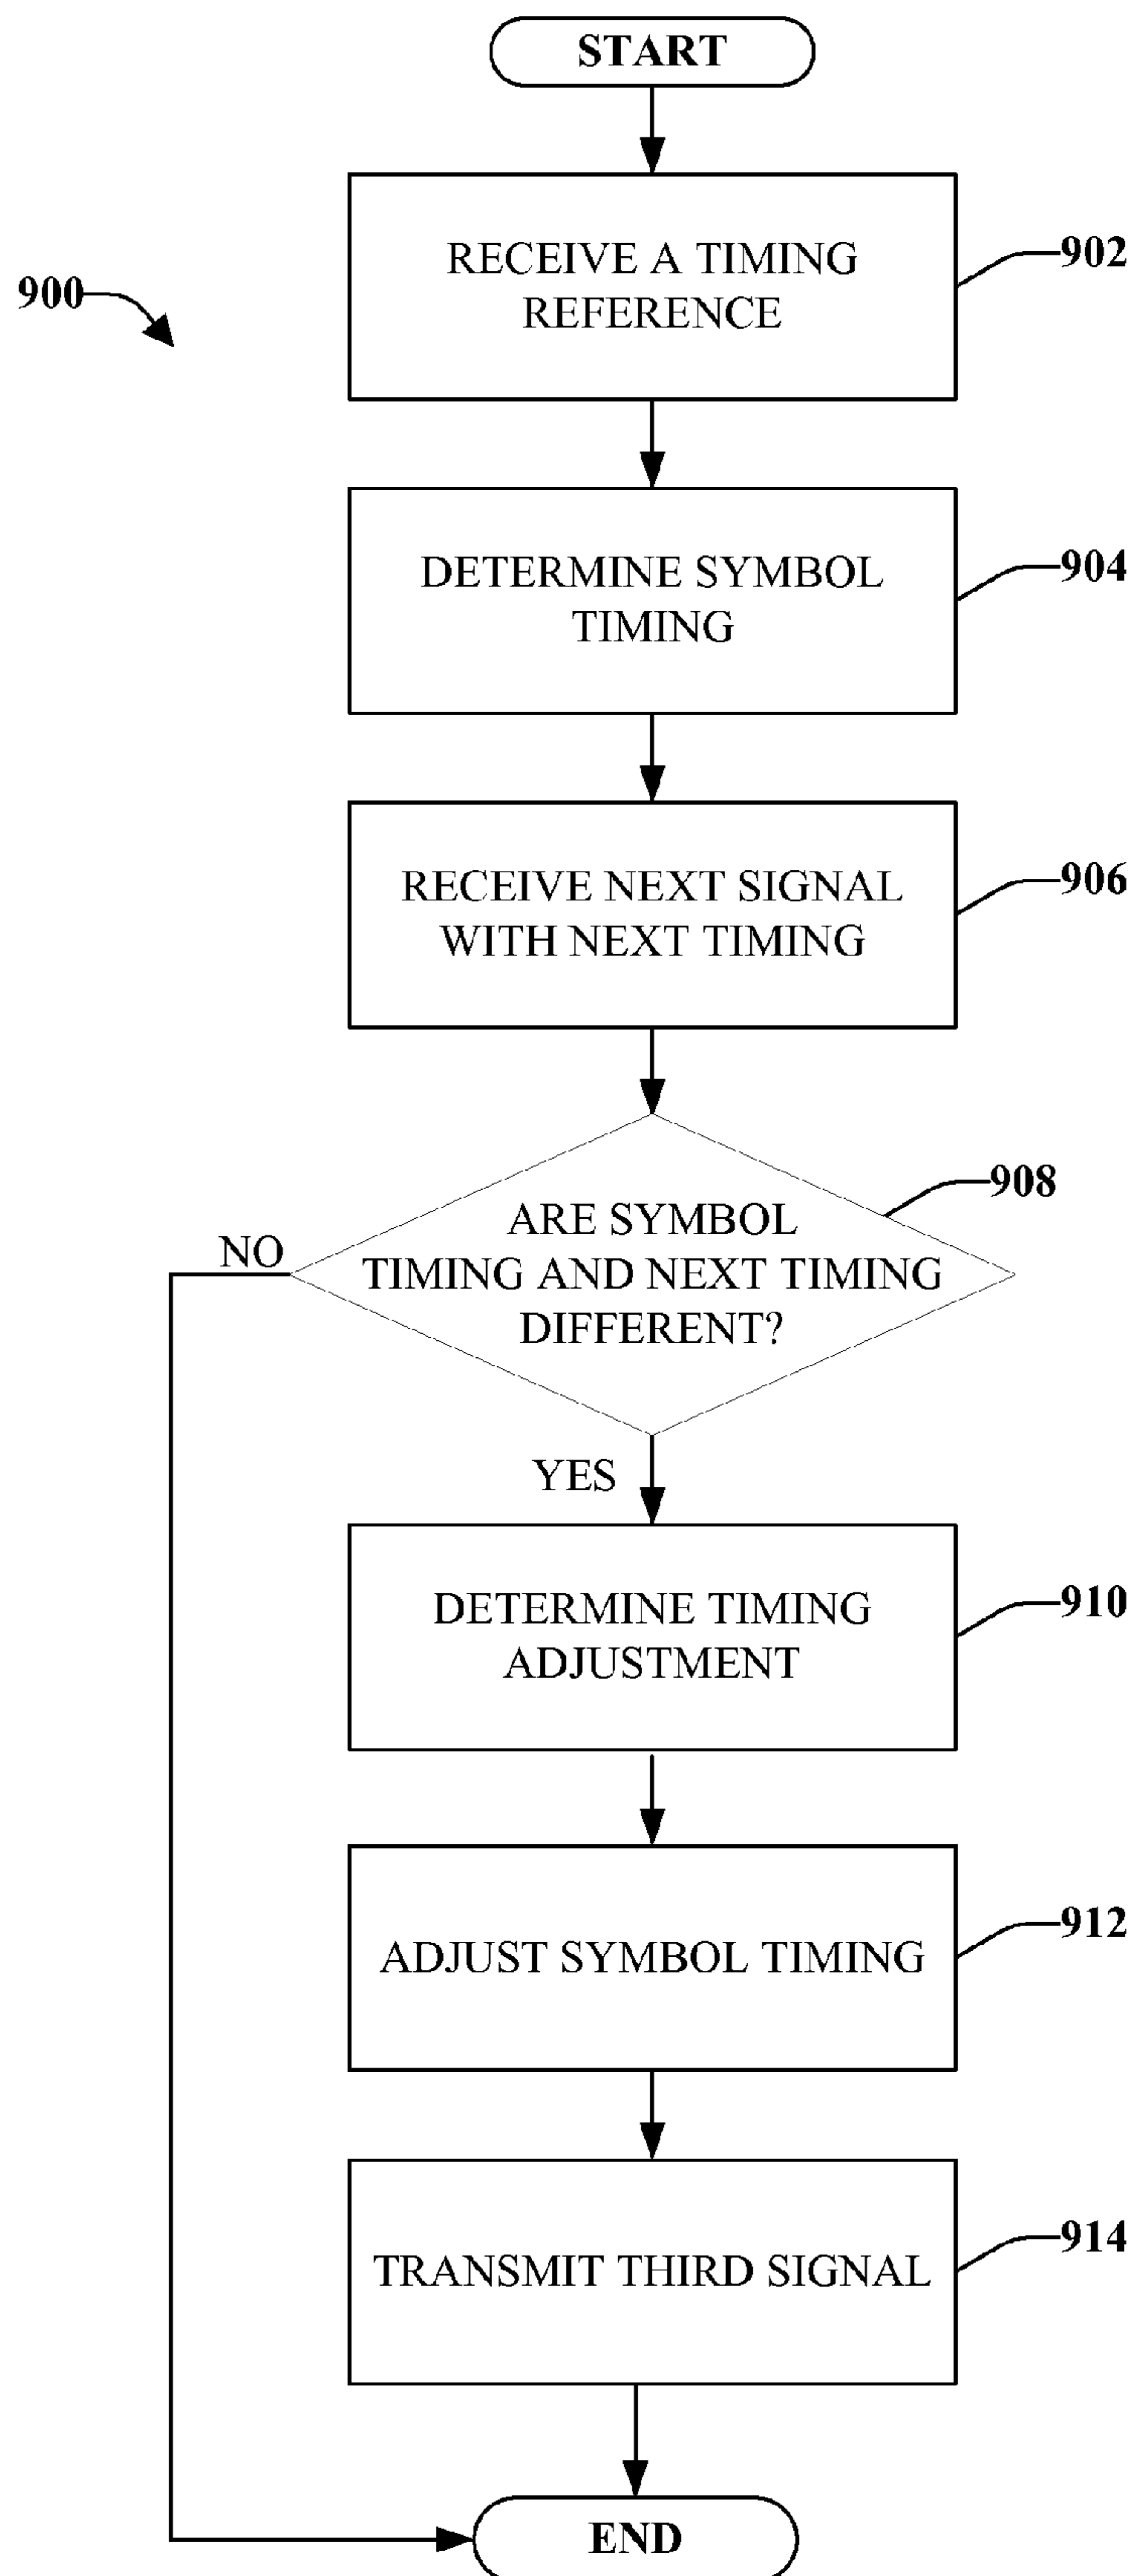 START
RECEIVE A TIMING
REFERENCE
902
900
DETERMINE SYMBOL
TIMING
904
RECEIVE NEXT SIGNAL
WITH NEXT TIMING
906
908
ARE SYMBOL
TIMING AND NEXT TIMING
DIFFERENT?
NO
YES
DETERMINE TIMING
ADJUSTMENT
910
ADJUST SYMBOL TIMING
912
TRANSMIT THIRD SIGNAL
914
END